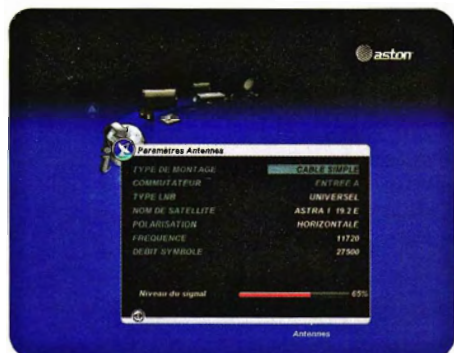 aston
Paramètres Antennes
TYPE DE MONTAGE CABLE SIMPLE
COMMUTATEUR ENTREE A
TYPE LNB UNIVERSEL
NOM DE SATELLITE ASTRA 1 19.2 E
POLARISATION HORIZONTALE
FREQUENCE 11720
DEBIT SYMBOLE 27500
Niveau du signal 65%
Antennes